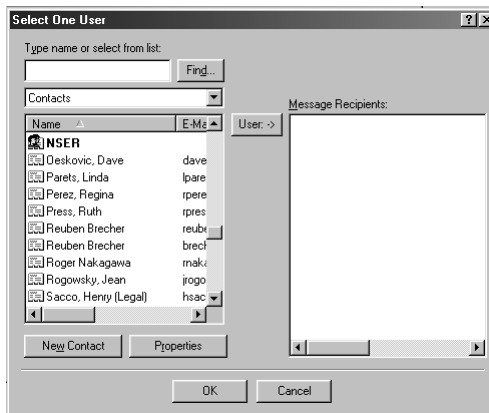 Select One User
Type name or select from list:
Find...
Contacts
Message Recipients:
Name E-Ma
User: ->
NSER
Oeskovic, Dave dave
Parets, Linda lpare
Perez, Regina rpere
Press, Ruth rpres
Reuben Brecher reube
Reuben Brecher brech
Roger Nakagawa rnaka
Rogowsky, Jean jrogo
Sacco, Henry (Legal) hsac
New Contact
Properties
OK
Cancel